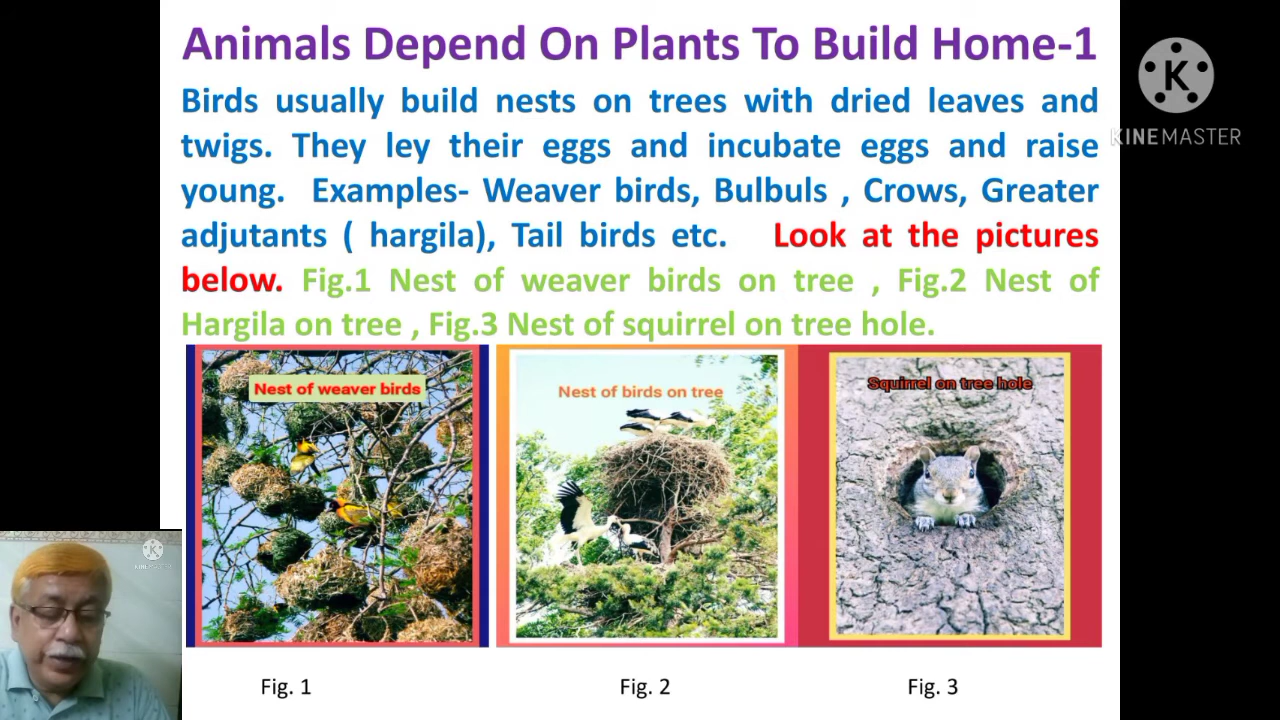 Animals Depend On Plants To Build Home-1
Birds usually build nests on trees with dried leaves and
twigs. They ley their eggs and incubate eggs and raise
young. Examples- Weaver birds, Bulbuls , Crows, Greater
adjutants ( hargila), Tail birds etc. Look at the pictures
below. Fig.1 Nest of weaver birds on tree , Fig.2 Nest of
Hargila on tree , Fig.3 Nest of squirrel on tree hole.
K
KINEMASTER
Nest of weaver birds
Nest of birds on tree
Squirrel on tree hole
K
KINEMASTER
Fig. 1
Fig. 2
Fig. 3